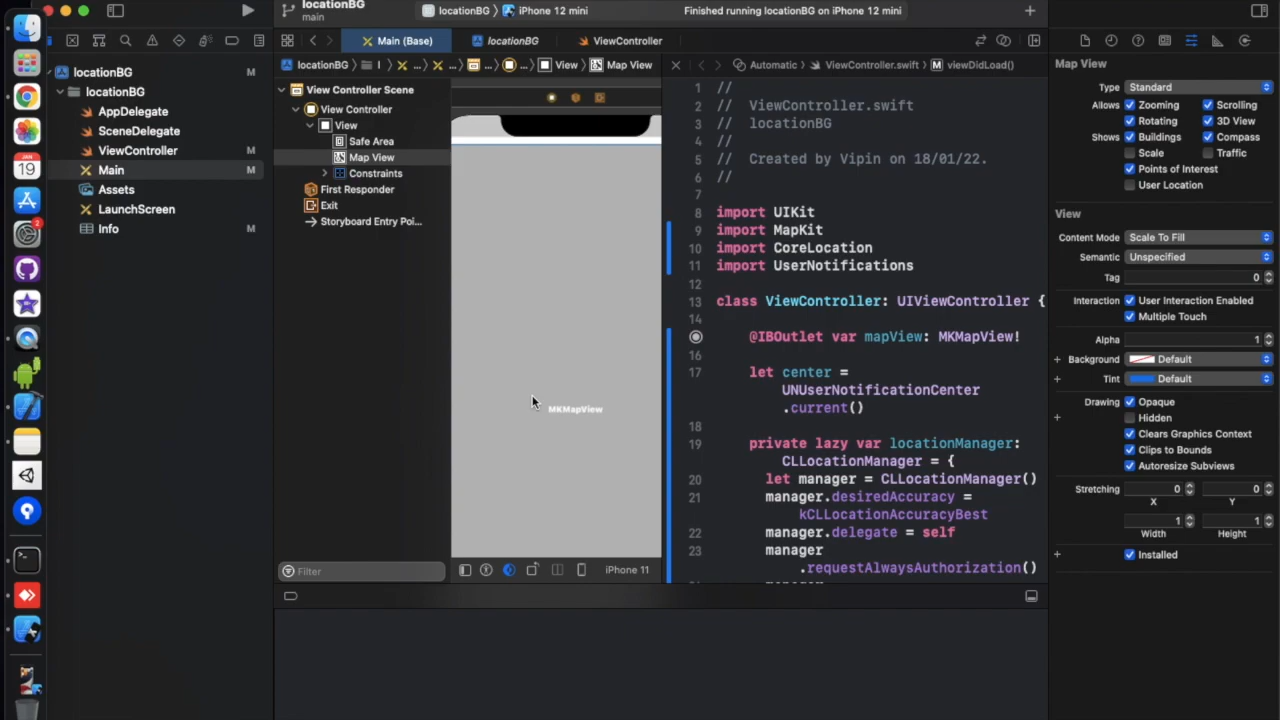 locationBG
main
locationBG
iPhone 12 mini
Finished running locationBG on iPhone 12 mini
Main (Base)
locationBG
ViewController
locationBG
View
Map View
Automatic
ViewController.swift
viewDidLoad()
locationBG
M
locationBG
AppDelegate
SceneDelegate
ViewController
M
Main
M
Assets
LaunchScreen
Info
M
JAN
19
2
View Controller Scene
View Controller
View
Safe Area
Map View
Constraints
First Responder
Exit
Storyboard Entry Poi...
Filter
MKMapView
iPhone 11
1 //
2 // ViewController.swift
3 // locationBG
4 //
5 // Created by Vipin on 18/01/22.
6 //
7
8 import UIKit
9 import MapKit
10 import CoreLocation
11 import UserNotifications
12
13 class ViewController: UIViewController {
14
@IBOutlet var mapView: MKMapView!
16
17 let center =
UNUserNotificationCenter
.current()
18
19 private lazy var locationManager:
CLLocationManager = {
20 let manager = CLLocationManager()
21 manager.desiredAccuracy =
kCLLocationAccuracyBest
22 manager.delegate = self
23 manager
.requestAlwaysAuthorization()
Map View
Type Standard
Allows Zooming Scrolling
Rotating 3D View
Shows Buildings Compass
Scale Traffic
Points of Interest
User Location
View
Content Mode Scale To Fill
Semantic Unspecified
Tag 0
Interaction User Interaction Enabled
Multiple Touch
Alpha 1
Background Default
Tint Default
Drawing Opaque
Hidden
Clears Graphics Context
Clips to Bounds
Autoresize Subviews
Stretching 0 0
X Y
1 1
Width Height
Installed